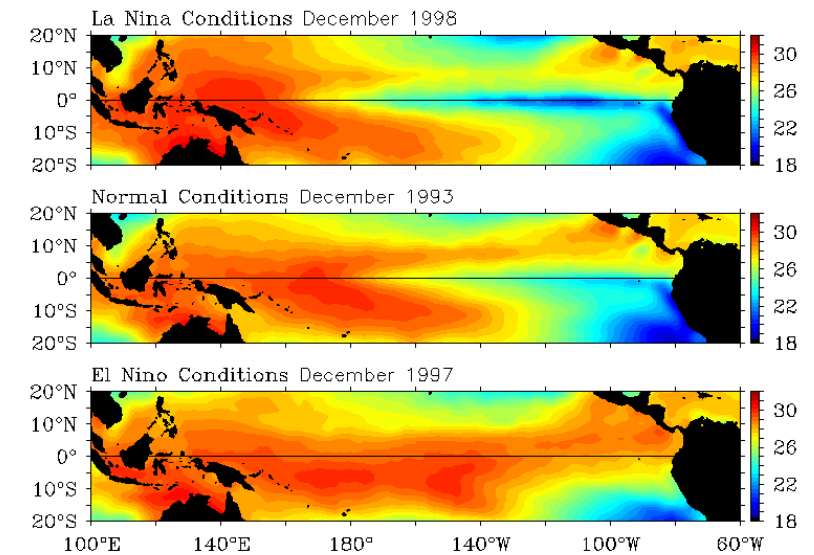 La Nina Conditions December 1998
20°N
10°N
0°
10°S
20°S
30
26
22
18
Normal Conditions December 1993
20°N
10°N
0°
10°S
20°S
30
26
22
18
El Nino Conditions December 1997
20°N
10°N
0°
10°S
20°S
30
26
22
18
100°E 140°E 180° 140°W 100°W 60°W